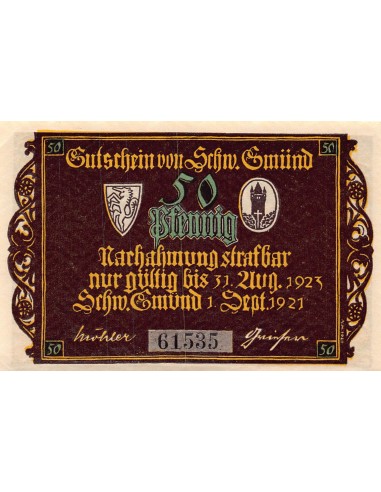 50 50
Gutschein von Schw. Gmünd
50
Pfennig
Nachahmung strafbar
nur gültig bis 31. Aug. 1923
Schw. Gmünd 1. Sept. 1921
Möhler 61535
50 50